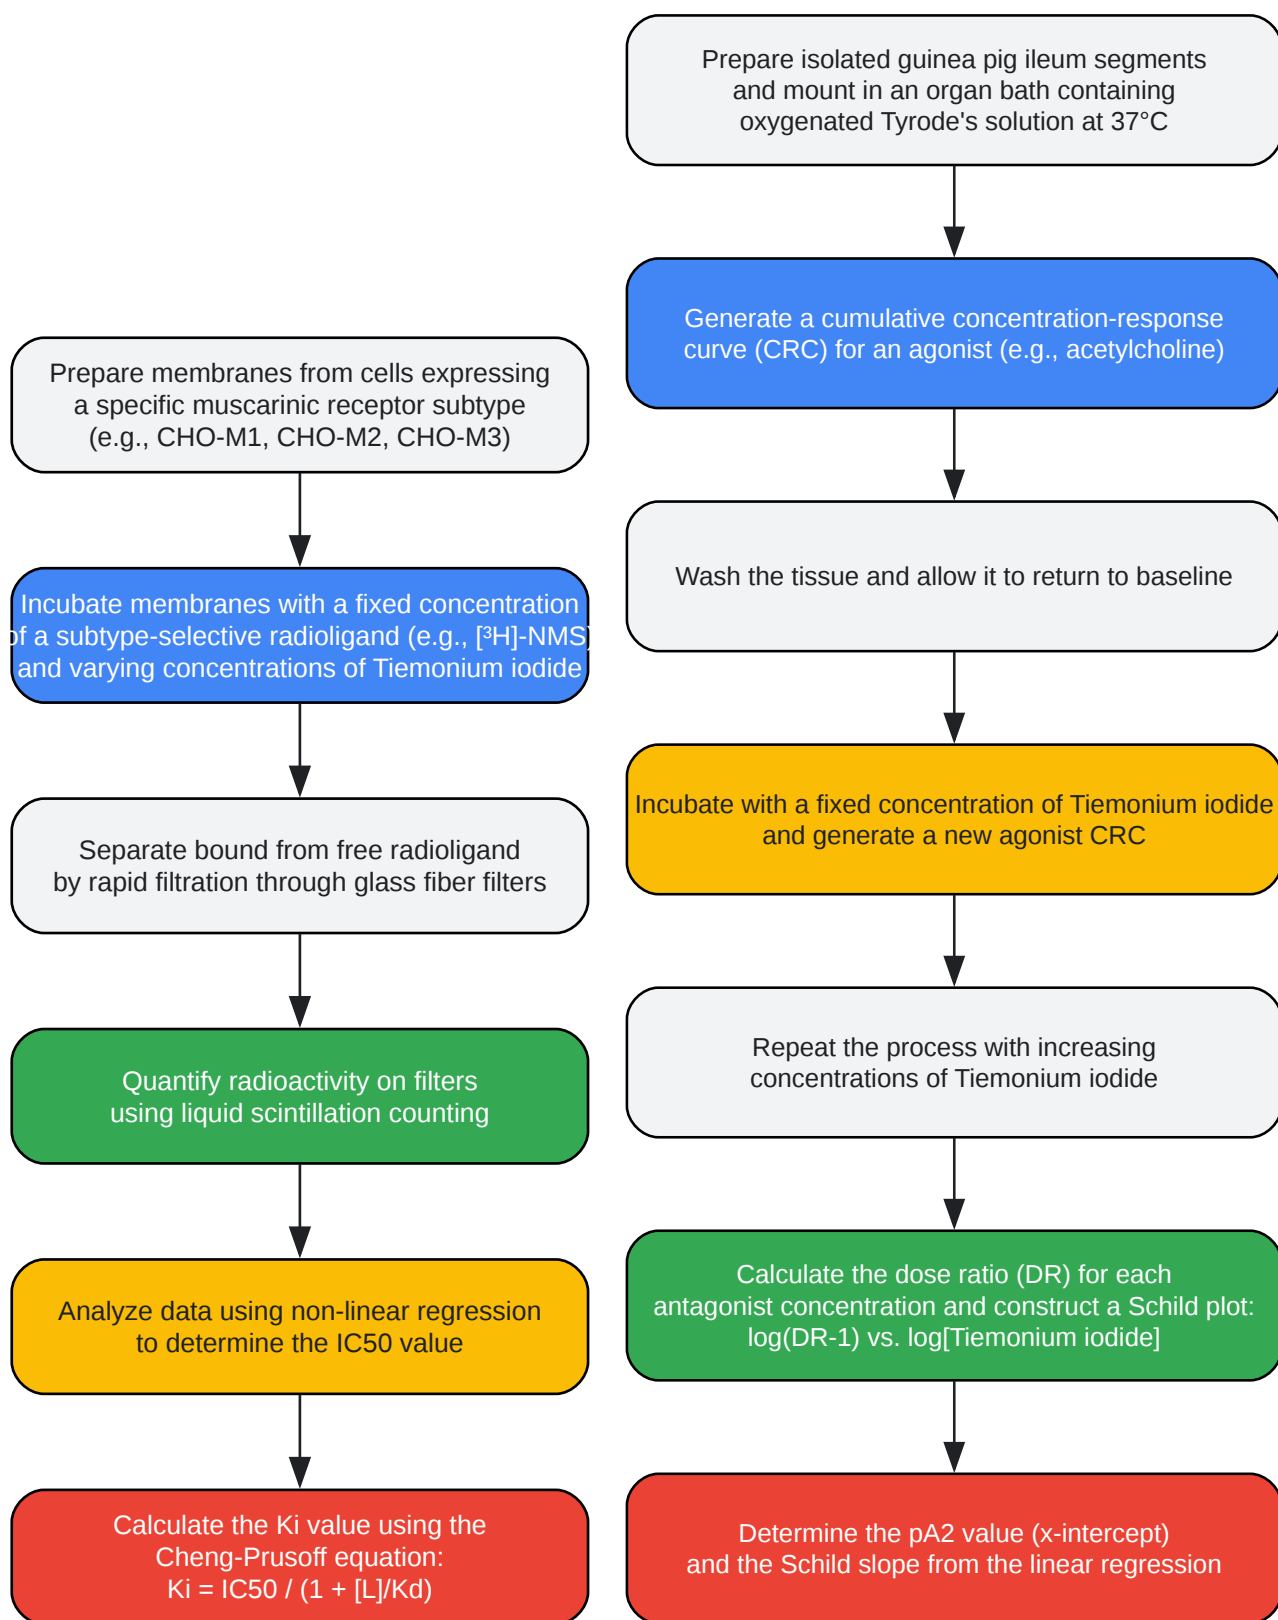 Prepare membranes from cells expressing
a specific muscarinic receptor subtype
(e.g., CHO-M1, CHO-M2, CHO-M3)
Incubate membranes with a fixed concentration
of a subtype-selective radioligand (e.g., [³H]-NMS)
and varying concentrations of Tiemonium iodide
Separate bound from free radioligand
by rapid filtration through glass fiber filters
Quantify radioactivity on filters
using liquid scintillation counting
Analyze data using non-linear regression
to determine the IC50 value
Calculate the Ki value using the
Cheng-Prusoff equation:
Ki = IC50 / (1 + [L]/Kd)
Prepare isolated guinea pig ileum segments
and mount in an organ bath containing
oxygenated Tyrode's solution at 37°C
Generate a cumulative concentration-response
curve (CRC) for an agonist (e.g., acetylcholine)
Wash the tissue and allow it to return to baseline
Incubate with a fixed concentration of Tiemonium iodide
and generate a new agonist CRC
Repeat the process with increasing
concentrations of Tiemonium iodide
Calculate the dose ratio (DR) for each
antagonist concentration and construct a Schild plot:
log(DR-1) vs. log[Tiemonium iodide]
Determine the pA2 value (x-intercept)
and the Schild slope from the linear regression